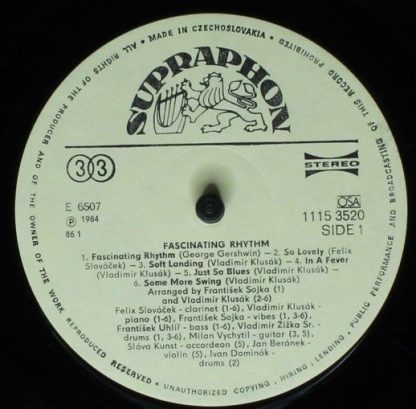 SUPRAPHON
• MADE IN CZECHOSLOVAKIA •
ALL RIGHTS OF THE PRODUCER AND OF THE OWNER OF THE WORK REPRODUCED RESERVED • UNAUTHORIZED COPYING, HIRING, LENDING, PUBLIC PERFORMANCE AND BROADCASTING OF THIS RECORD PROHIBITED
33
STEREO
E 6507
Ⓟ 1984
86 1
OSA
1115 3520
SIDE 1
FASCINATING RHYTHM
1. Fascinating Rhythm (George Gershwin) – 2. So Lovely (Felix
Slováček) – 3. Soft Landing (Vladimír Klusák) – 4. In A Fever
(Vladimír Klusák) – 5. Just So Blues (Vladimír Klusák) –
6. Some More Swing (Vladimír Klusák)
Arranged by František Sojka (1)
and Vladimír Klusák (2-6)
Felix Slováček - clarinet (1-6), Vladimír Klusák -
piano (1-6), František Sojka - vibes (1, 3-6),
František Uhlíř - bass (1-6), Vladimír Žižka Sr. -
drums (1, 3-6), Milan Vychytil - guitar (3, 5),
Sláva Kunst - accordeon (5), Jan Beránek -
violin (5), Ivan Dominák -
drums (2)